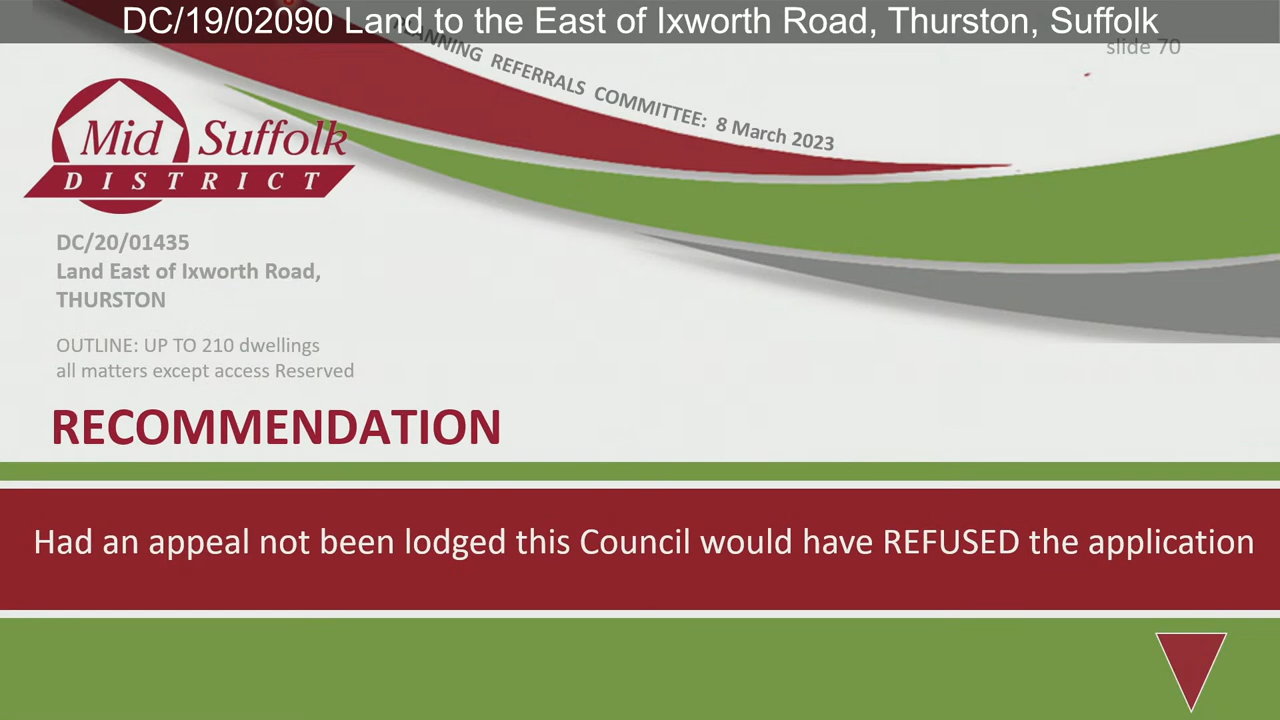 DC/19/02090 Land to the East of Ixworth Road, Thurston, Suffolk
slide 70
PLANNING REFERRALS COMMITTEE: 8 March 2023
Mid Suffolk
DISTRICT
DC/20/01435
Land East of Ixworth Road,
THURSTON
OUTLINE: UP TO 210 dwellings
all matters except access Reserved
RECOMMENDATION
Had an appeal not been lodged this Council would have REFUSED the application